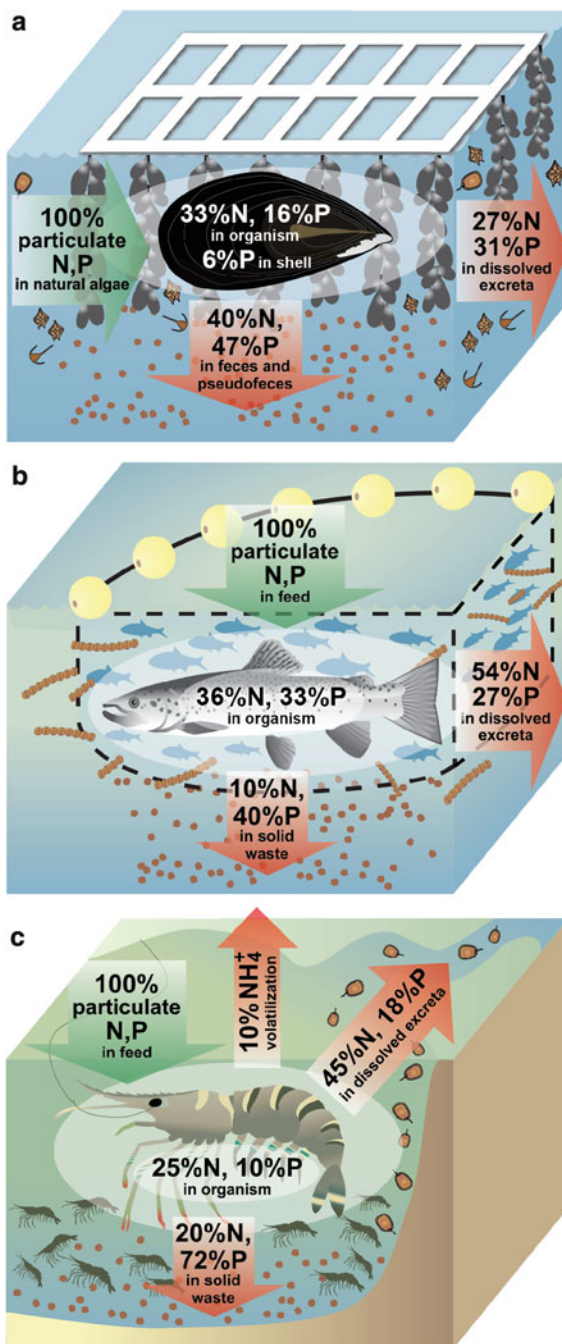 a
100%
particulate
N,P
in natural algae
33%N, 16%P
in organism
6%P in shell
27%N
31%P
in dissolved
excreta
40%N,
47%P
in feces and
pseudofeces
b
100%
particulate
N,P
in feed
36%N, 33%P
in organism
54%N
27%P
in dissolved
excreta
10%N,
40%P
in solid
waste
c
100%
particulate
N,P
in feed
10% NH4+
volatilization
45%N, 18%P
in dissolved excreta
25%N, 10%P
in organism
20%N,
72%P
in solid
waste